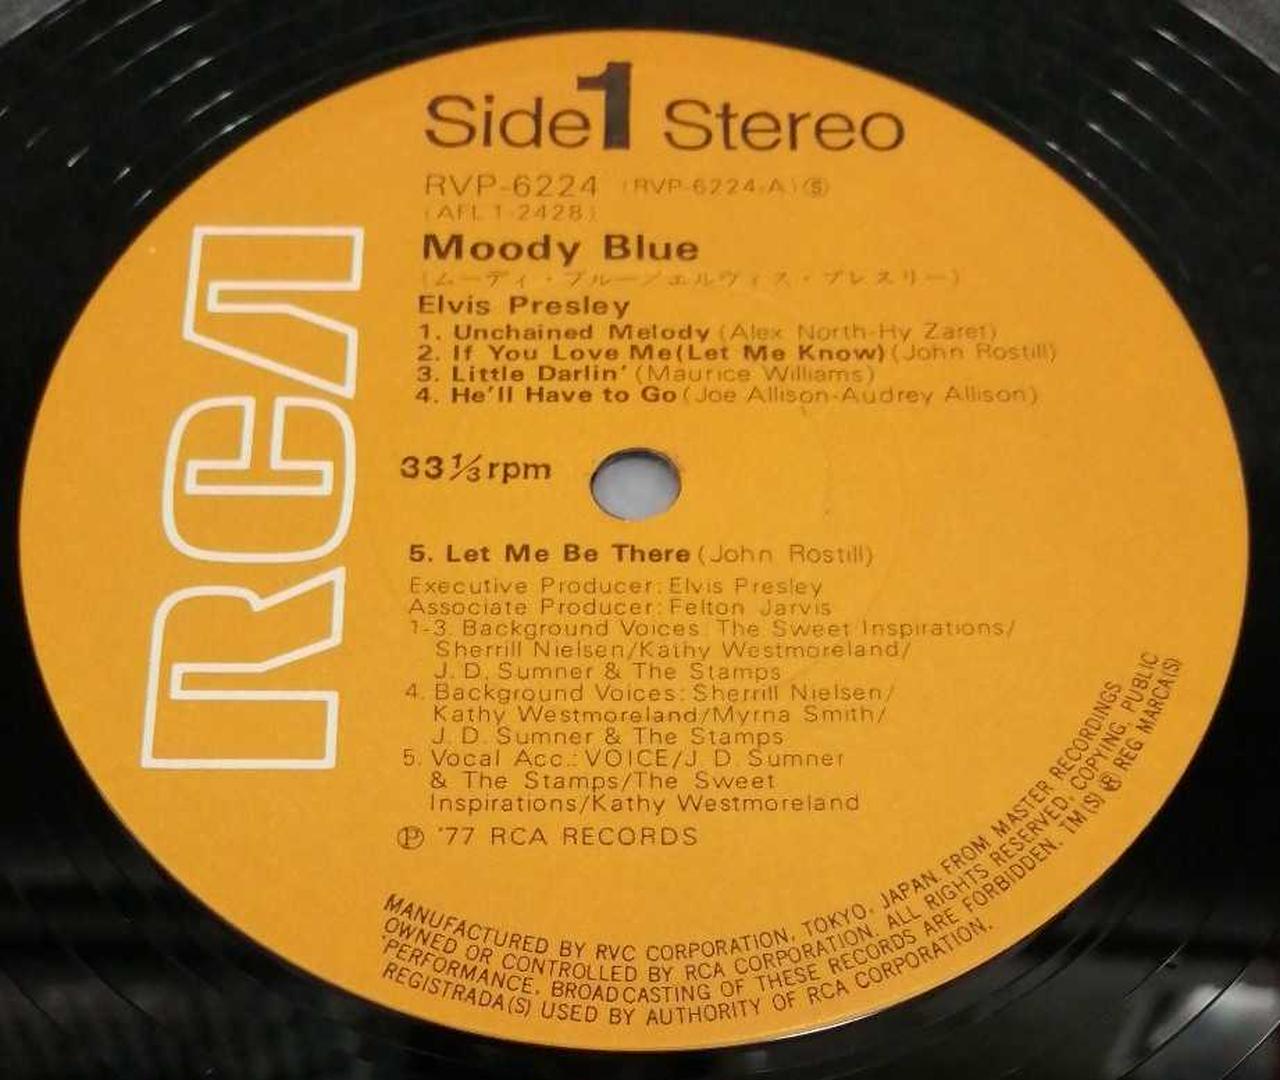 Side 1 Stereo
RVP-6224 (RVP-6224-A) Ⓢ
(AFL 1-2428)
Moody Blue
(ムーディ・ブルー/エルヴィス・プレスリー)
Elvis Presley
1. Unchained Melody (Alex North-Hy Zaret)
2. If You Love Me(Let Me Know) (John Rostill)
3. Little Darlin' (Maurice Williams)
4. He'll Have to Go (Joe Allison-Audrey Allison)
RCA
33⅓ rpm
5. Let Me Be There (John Rostill)
Executive Producer: Elvis Presley
Associate Producer: Felton Jarvis
1-3. Background Voices: The Sweet Inspirations/
Sherrill Nielsen/Kathy Westmoreland/
J.D. Sumner & The Stamps
4. Background Voices: Sherrill Nielsen/
Kathy Westmoreland/Myrna Smith/
J.D. Sumner & The Stamps
5. Vocal Acc.: VOICE/J.D. Sumner
& The Stamps/The Sweet
Inspirations/Kathy Westmoreland
Ⓟ '77 RCA RECORDS
MANUFACTURED BY RVC CORPORATION, TOKYO, JAPAN FROM MASTER RECORDINGS
OWNED OR CONTROLLED BY RCA CORPORATION. ALL RIGHTS RESERVED, COPYING, PUBLIC
PERFORMANCE, BROADCASTING OF THESE RECORDS ARE FORBIDDEN. TM(S) ® REG MARCA(S)
REGISTRADA(S) USED BY AUTHORITY OF RCA CORPORATION.